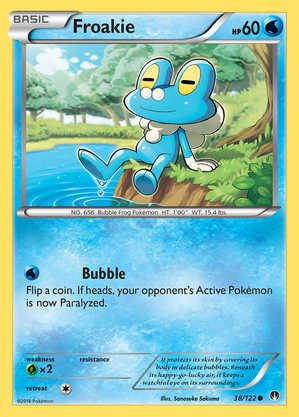 BASIC
Froakie HP60
NO. 656 Bubble Frog Pokémon HT: 1'00" WT: 15.4 lbs.
Bubble
Flip a coin. If heads, your opponent's Active Pokémon
is now Paralyzed.
weakness resistance
×2
retreat
It protects its skin by covering its
body in delicate bubbles. Beneath
its happy-go-lucky air, it keeps a
watchful eye on its surroundings.
©2016 Pokémon Illus. Sanosuke Sakuma 38/122